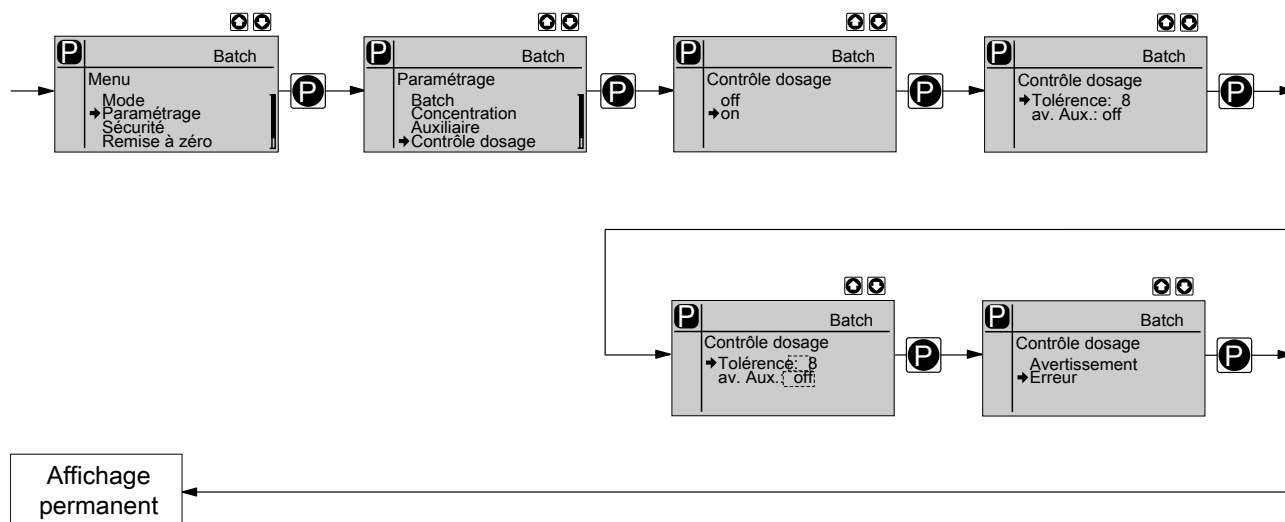 P Batch
Menu
Mode
➔Paramétrage
Sécurité
Remise à zéro
P
P Batch
Paramétrage
Batch
Concentration
Auxiliaire
➔Contrôle dosage
P
P Batch
Contrôle dosage
off
➔on
P
P Batch
Contrôle dosage
➔Tolérence: 8
av. Aux.: off
P
P Batch
Contrôle dosage
➔Tolérence: 8
av. Aux.: off
P
P Batch
Contrôle dosage
Avertissement
➔Erreur
P
Affichage
permanent